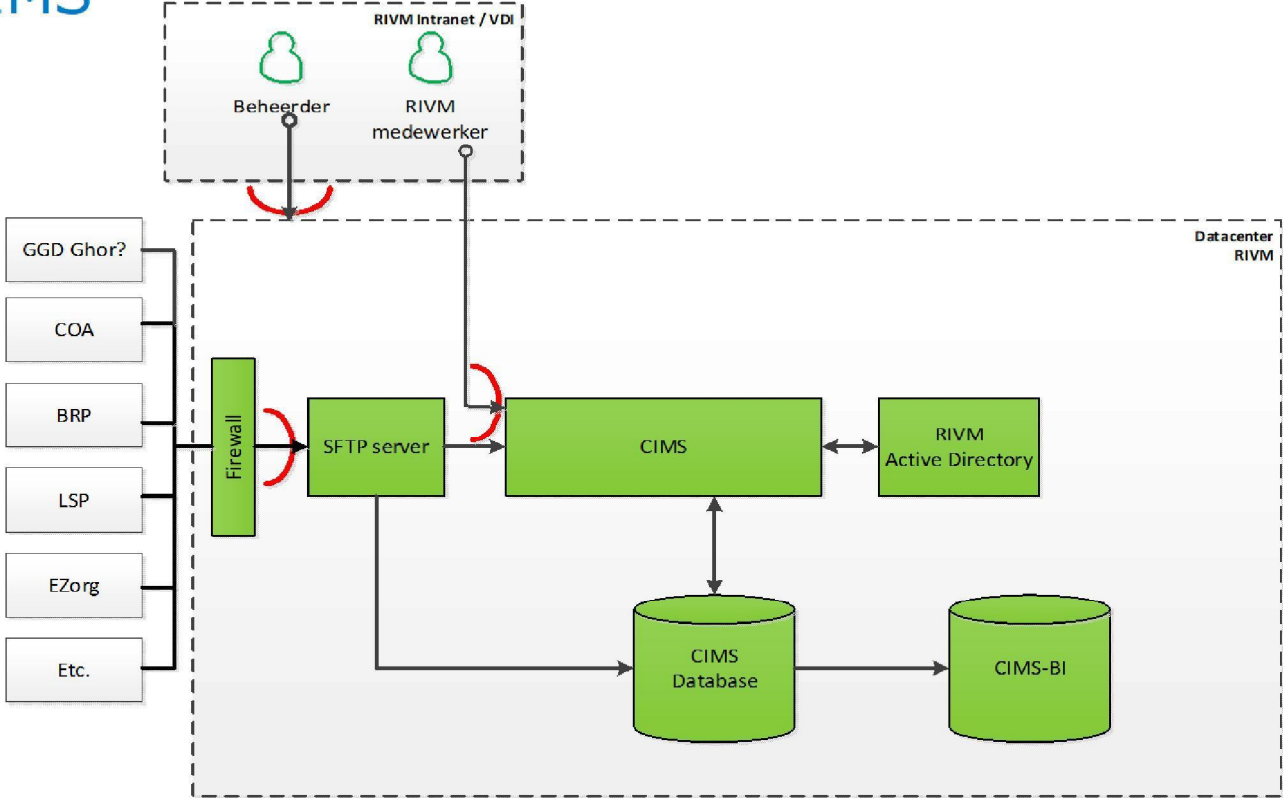 RIVM Intranet / VDI
Beheerder
RIVM
medewerker
Datacenter
RIVM
GGD Ghor?
COA
BRP
LSP
EZorg
Etc.
Firewall
SFTP server
CIMS
RIVM
Active Directory
CIMS
Database
CIMS-BI